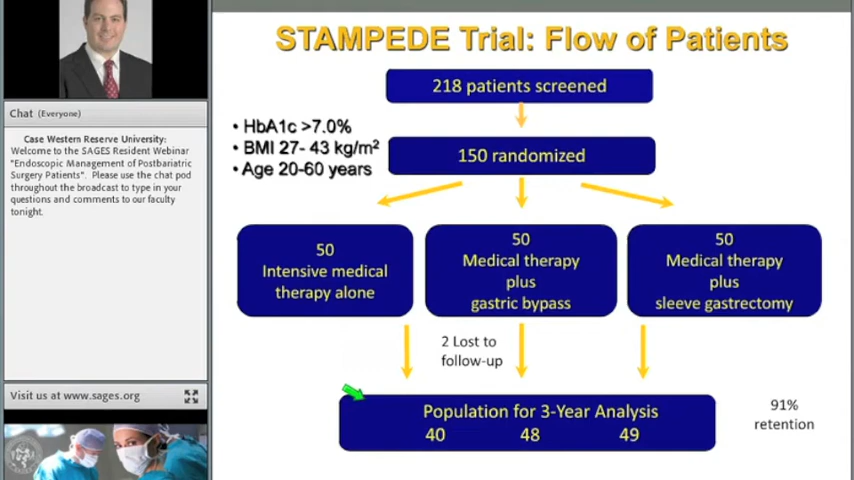 STAMPEDE Trial: Flow of Patients
218 patients screened
• HbA1c >7.0%
• BMI 27- 43 kg/m²
• Age 20-60 years
150 randomized
50
Intensive medical
therapy alone
50
Medical therapy
plus
gastric bypass
50
Medical therapy
plus
sleeve gastrectomy
2 Lost to
follow-up
Population for 3-Year Analysis
40 48 49
91%
retention
Chat (Everyone)
Case Western Reserve University:
Welcome to the SAGES Resident Webinar
"Endoscopic Management of Postbariatric
Surgery Patients". Please use the chat pod
throughout the broadcast to type in your
questions and comments to our faculty
tonight.
Visit us at www.sages.org